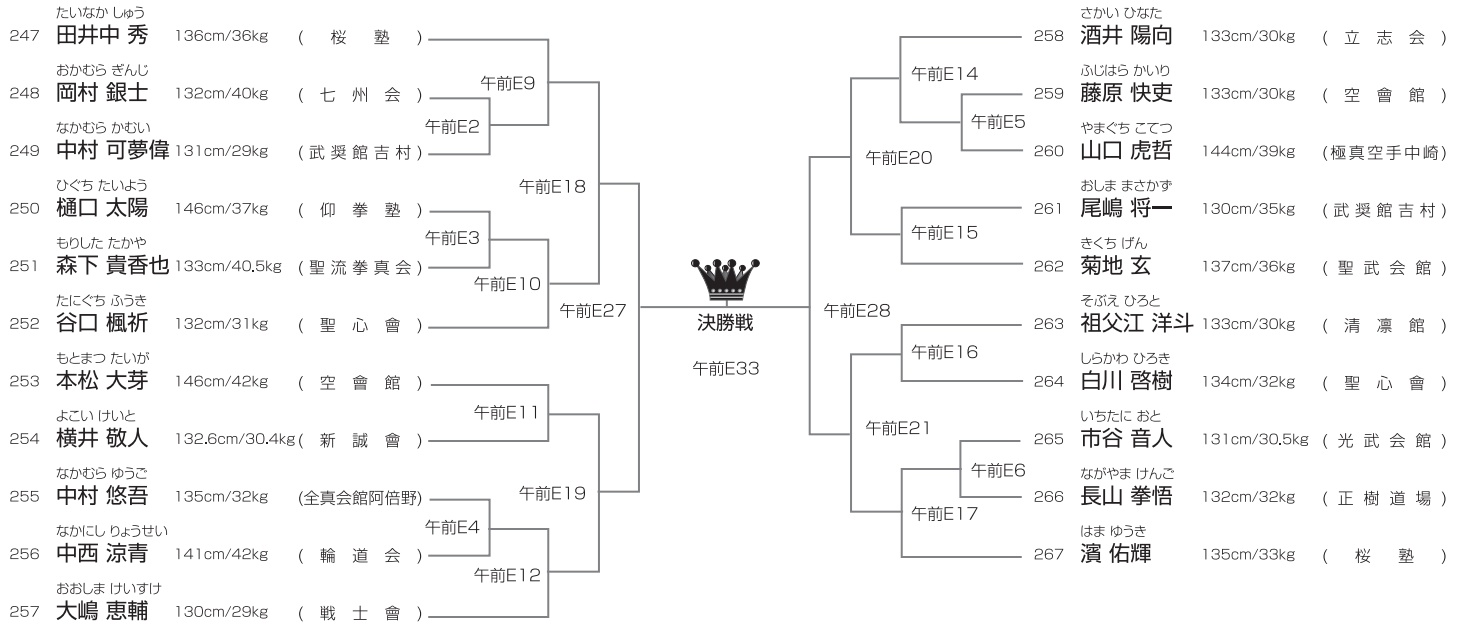 たいなか しゅう
247 田井中 秀 136cm/36kg ( 桜 塾 )
おかむら ぎんじ
248 岡村 銀士 132cm/40kg ( 七 州 会 )
なかむら かむい
249 中村 可夢偉 131cm/29kg (武奨館吉村)
ひぐち たいよう
250 樋口 太陽 146cm/37kg ( 仰 拳 塾 )
もりした たかや
251 森下 貴香也 133cm/40.5kg (聖流拳真会)
たにぐち ふうき
252 谷口 楓祈 132cm/31kg ( 聖 心 會 )
もとまつ たいが
253 本松 大芽 146cm/42kg ( 空 會 館 )
よこい けいと
254 横井 敬人 132.6cm/30.4kg ( 新 誠 會 )
なかむら ゆうご
255 中村 悠吾 135cm/32kg (全真会館阿倍野)
なかにし りょうせい
256 中西 涼青 141cm/42kg ( 輪 道 会 )
おおしま けいすけ
257 大嶋 恵輔 130cm/29kg ( 戦 士 會 )
午前E9
午前E2
午前E18
午前E3
午前E10
午前E27
午前E11
午前E19
午前E4
午前E12
決勝戦
午前E33
午前E14
午前E5
午前E20
午前E15
午前E28
午前E16
午前E21
午前E6
午前E17
さかい ひなた
258 酒井 陽向 133cm/30kg ( 立 志 会 )
ふじはら かいり
259 藤原 快吏 133cm/30kg ( 空 會 館 )
やまぐち こてつ
260 山口 虎哲 144cm/39kg (極真空手中崎)
おしま まさかず
261 尾嶋 将一 130cm/35kg (武奨館吉村)
きくち げん
262 菊地 玄 137cm/36kg ( 聖 武 会 館 )
そぶえ ひろと
263 祖父江 洋斗 133cm/30kg ( 清 凛 館 )
しらかわ ひろき
264 白川 啓樹 134cm/32kg ( 聖 心 會 )
いちたに おと
265 市谷 音人 131cm/30.5kg ( 光 武 会 館 )
ながやま けんご
266 長山 拳悟 132cm/32kg ( 正 樹 道 場 )
はま ゆうき
267 濱 佑輝 135cm/33kg ( 桜 塾 )